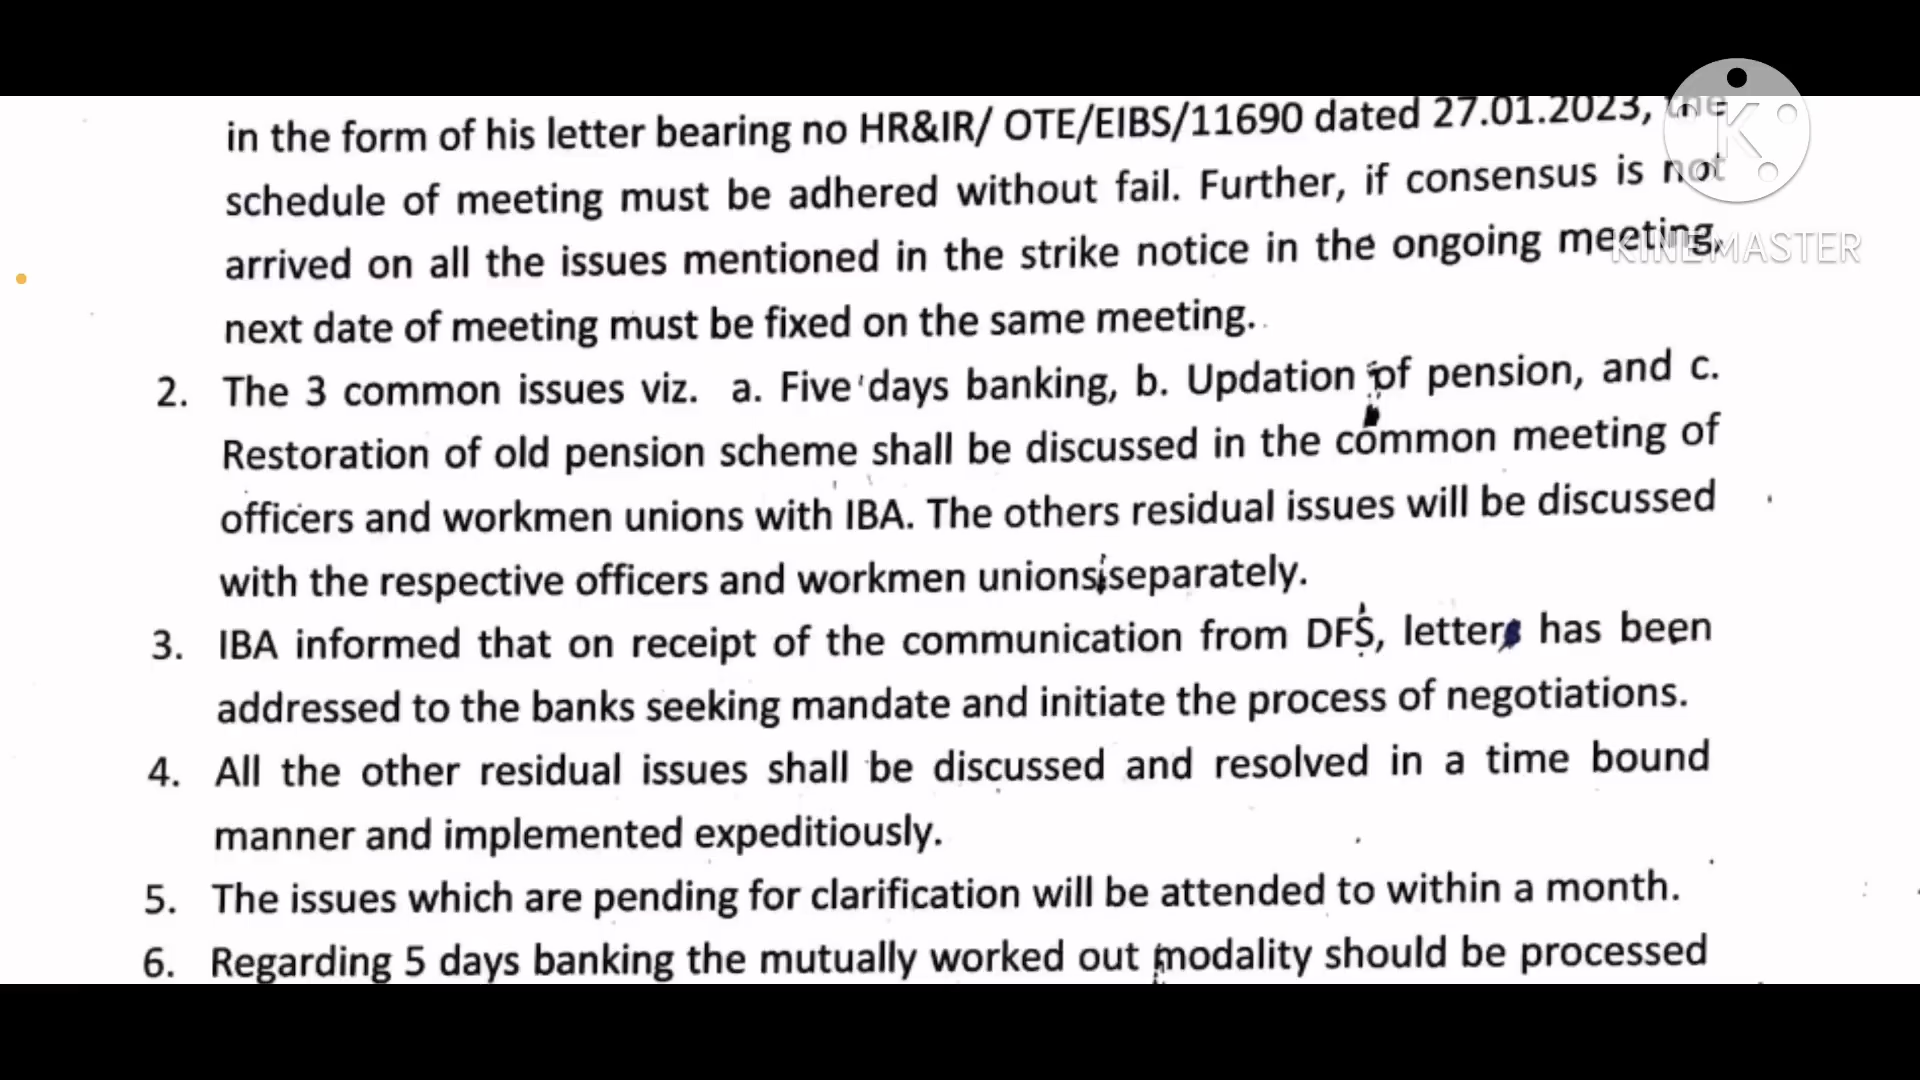 in the form of his letter bearing no HR&IR/ OTE/EIBS/11690 dated 27.01.2023, the
schedule of meeting must be adhered without fail. Further, if consensus is not
arrived on all the issues mentioned in the strike notice in the ongoing meeting,
next date of meeting must be fixed on the same meeting.
2. The 3 common issues viz. a. Five days banking, b. Updation of pension, and c.
Restoration of old pension scheme shall be discussed in the common meeting of
officers and workmen unions with IBA. The others residual issues will be discussed
with the respective officers and workmen unions separately.
3. IBA informed that on receipt of the communication from DFS, letters has been
addressed to the banks seeking mandate and initiate the process of negotiations.
4. All the other residual issues shall be discussed and resolved in a time bound
manner and implemented expeditiously.
5. The issues which are pending for clarification will be attended to within a month.
6. Regarding 5 days banking the mutually worked out modality should be processed
K
KINEMASTER